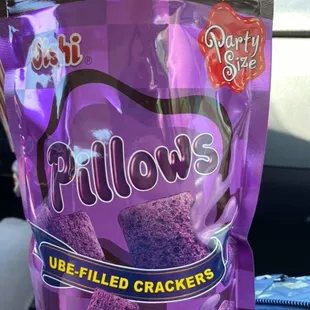 Oishi®
Party
Size
Pillows
UBE-FILLED CRACKERS